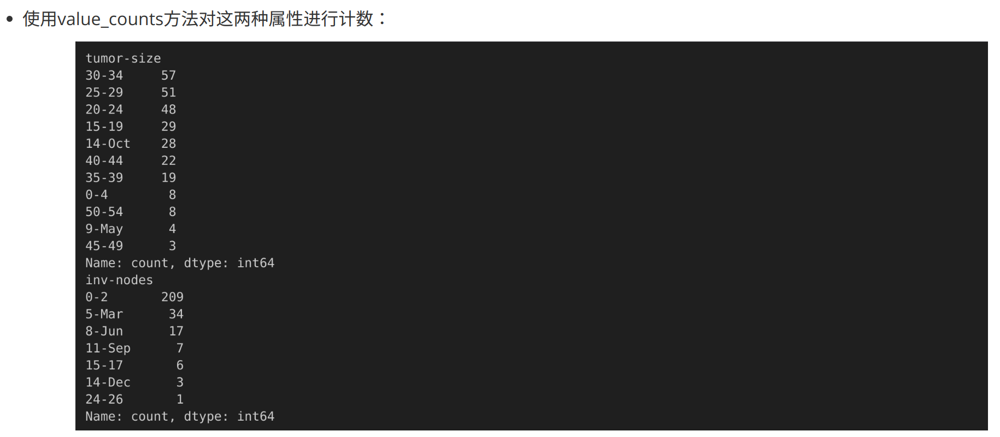 使用value_counts方法对这两种属性进行计数：
tumor-size
30-34     57
25-29     51
20-24     48
15-19     29
14-Oct    28
40-44     22
35-39     19
0-4        8
50-54      8
9-May      4
45-49      3
Name: count, dtype: int64
inv-nodes
0-2       209
5-Mar      34
8-Jun      17
11-Sep      7
15-17       6
14-Dec      3
24-26       1
Name: count, dtype: int64